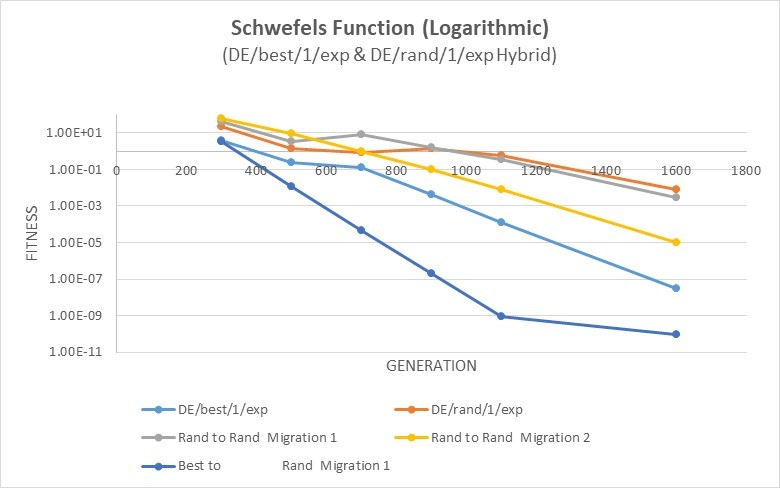 Schwefels Function (Logarithmic)
(DE/best/1/exp & DE/rand/1/exp Hybrid)
1.00E+01
1.00E-01
1.00E-03
1.00E-05
1.00E-07
1.00E-09
1.00E-11
0 200 400 600 800 1000 1200 1400 1600 1800
FITNESS
GENERATION
DE/best/1/exp DE/rand/1/exp
Rand to Rand Migration 1 Rand to Rand Migration 2
Best to Rand Migration 1